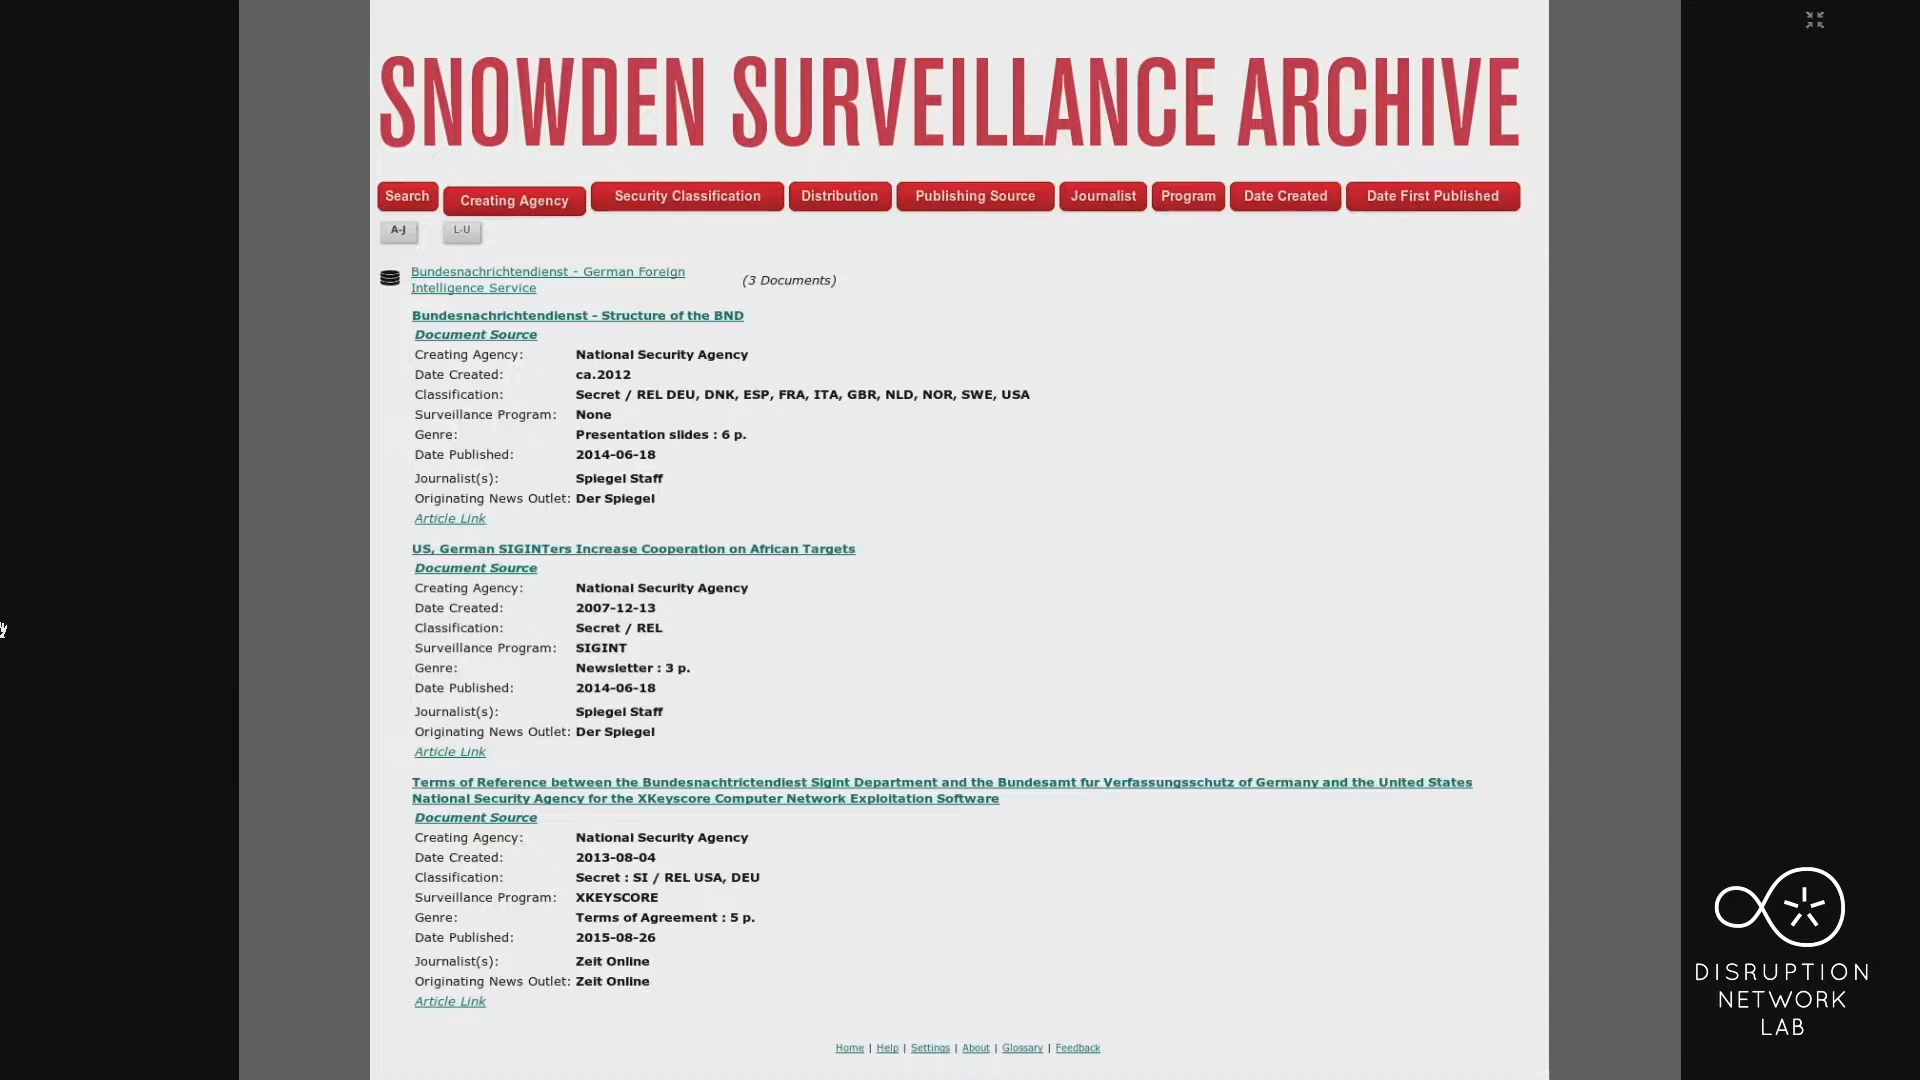 SNOWDEN SURVEILLANCE ARCHIVE
Search Creating Agency Security Classification Distribution Publishing Source Journalist Program Date Created Date First Published
A-J L-U
Bundesnachrichtendienst - German Foreign
Intelligence Service
(3 Documents)
Bundesnachrichtendienst - Structure of the BND
Document Source
Creating Agency: National Security Agency
Date Created: ca.2012
Classification: Secret / REL DEU, DNK, ESP, FRA, ITA, GBR, NLD, NOR, SWE, USA
Surveillance Program: None
Genre: Presentation slides : 6 p.
Date Published: 2014-06-18
Journalist(s): Spiegel Staff
Originating News Outlet: Der Spiegel
Article Link
US, German SIGINTers Increase Cooperation on African Targets
Document Source
Creating Agency: National Security Agency
Date Created: 2007-12-13
Classification: Secret / REL
Surveillance Program: SIGINT
Genre: Newsletter : 3 p.
Date Published: 2014-06-18
Journalist(s): Spiegel Staff
Originating News Outlet: Der Spiegel
Article Link
Terms of Reference between the Bundesnachtrictendiest Sigint Department and the Bundesamt fur Verfassungsschutz of Germany and the United States
National Security Agency for the XKeyscore Computer Network Exploitation Software
Document Source
Creating Agency: National Security Agency
Date Created: 2013-08-04
Classification: Secret : SI / REL USA, DEU
Surveillance Program: XKEYSCORE
Genre: Terms of Agreement : 5 p.
Date Published: 2015-08-26
Journalist(s): Zeit Online
Originating News Outlet: Zeit Online
Article Link
Home | Help | Settings | About | Glossary | Feedback
DISRUPTION
NETWORK
LAB